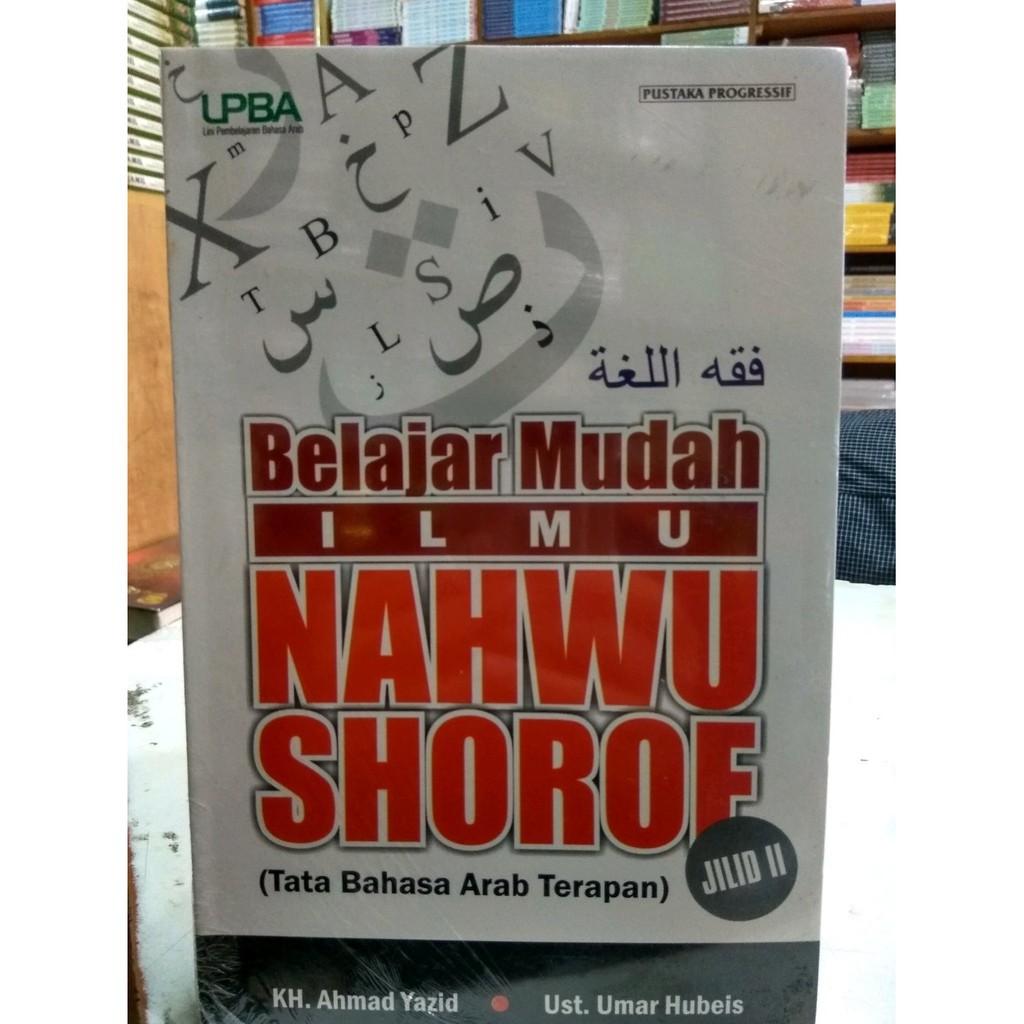 LPBA
Lini Pembelajaran Bahasa Arab
PUSTAKA PROGRESSIF
خ
A
Z
p
m
خ
V
X
B
i
S
ص
T
س
L
ز
ز
فقه اللغة
Belajar Mudah
ILMU
NAHWU
SHOROF
JILID II
(Tata Bahasa Arab Terapan)
KH. Ahmad Yazid • Ust. Umar Hubeis